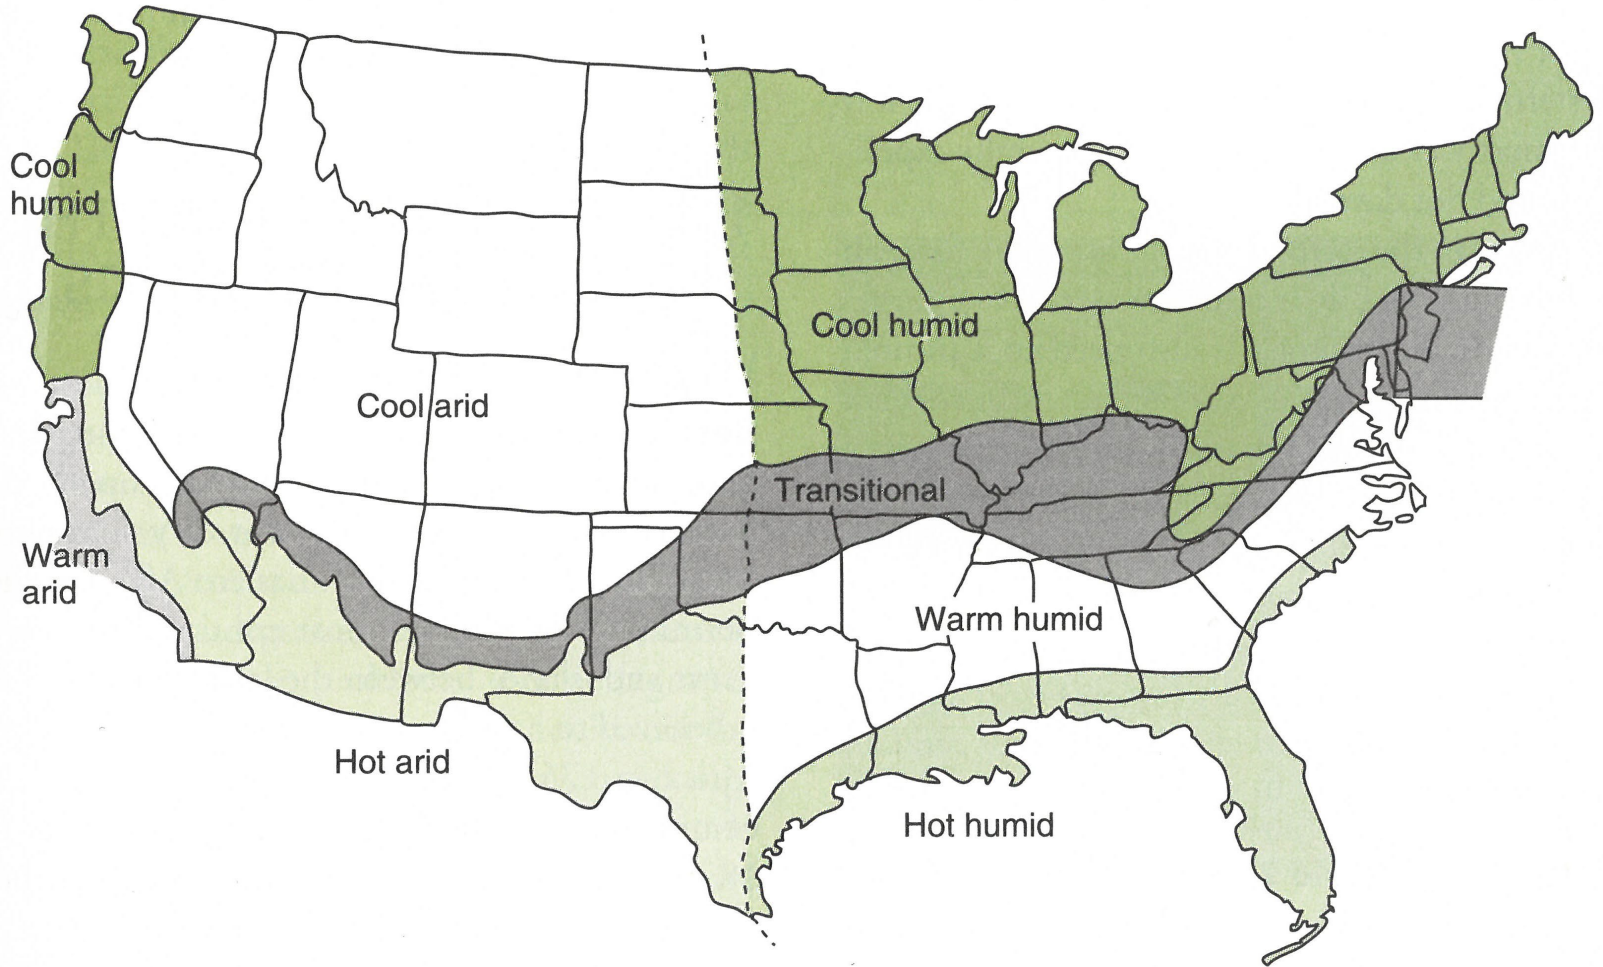 Cool
humid
Cool humid
Cool arid
Transitional
Warm
arid
Warm humid
Hot arid
Hot humid